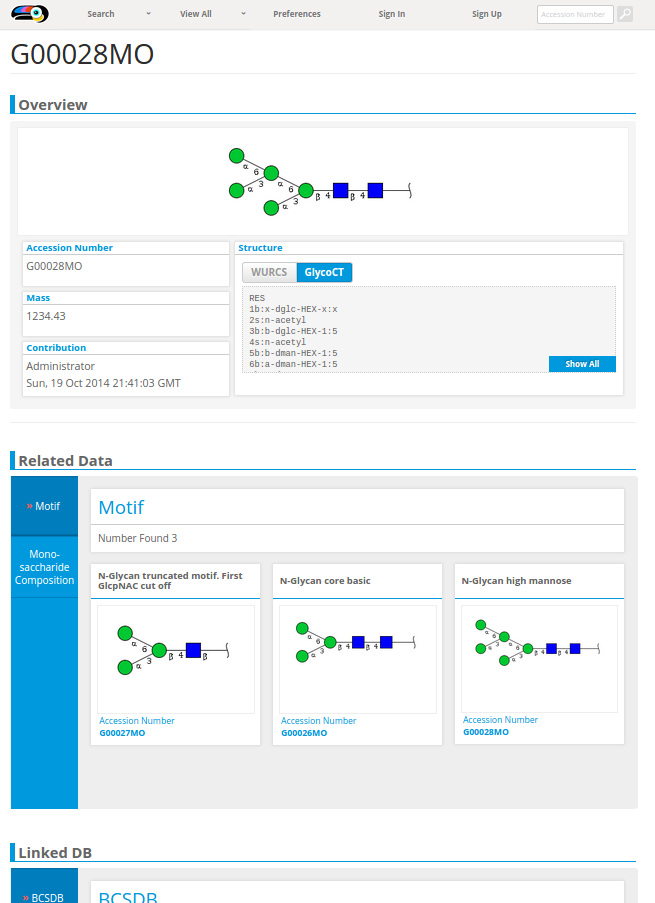 Search View All Preferences Sign In Sign Up Accession Number
G00028MO
Overview
α 6
α 3 α 6
α 3 β 4 β 4
Accession Number
G00028MO
Mass
1234.43
Contribution
Administrator
Sun, 19 Oct 2014 21:41:03 GMT
Structure
WURCS GlycoCT
RES
1b:x-dglc-HEX-x:x
2s:n-acetyl
3b:b-dglc-HEX-1:5
4s:n-acetyl
5b:b-dman-HEX-1:5
6b:a-dman-HEX-1:5
Show All
Related Data
» Motif
Mono-
saccharide
Composition
Motif
Number Found 3
N-Glycan truncated motif. First
GlcpNAC cut off
α 6
α 3 β 4 β
Accession Number
G00027MO
N-Glycan core basic
α 6
α 3 β 4 β 4
Accession Number
G00026MO
N-Glycan high mannose
α 6
α 3 α 6
α 3 β 4 β 4
Accession Number
G00028MO
Linked DB
» BCSDB
BCSDB